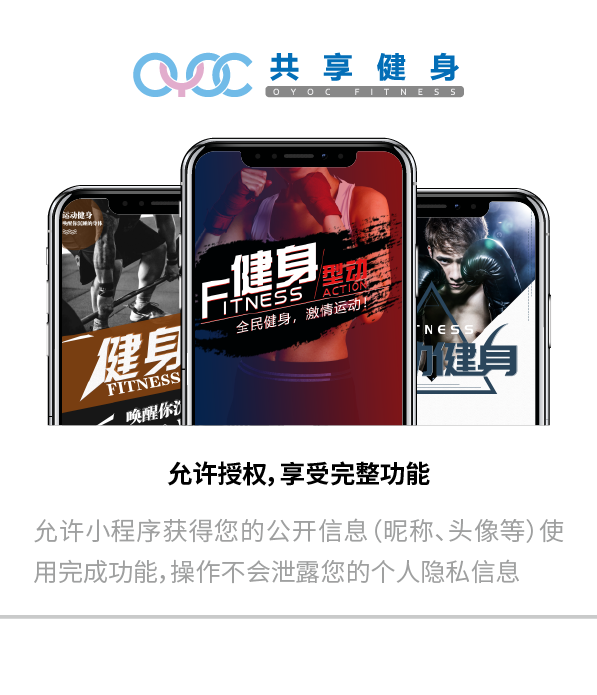 OYOC 共享健身
OYOC FITNESS
运动健身
唤醒你沉睡的身体
健身
FITNESS
唤醒你沉
健身 型动
FITNESS ACTION
全民健身，激情运动！
TNESS
动健身
允许授权，享受完整功能
允许小程序获得您的公开信息（昵称、头像等）使
用完成功能，操作不会泄露您的个人隐私信息